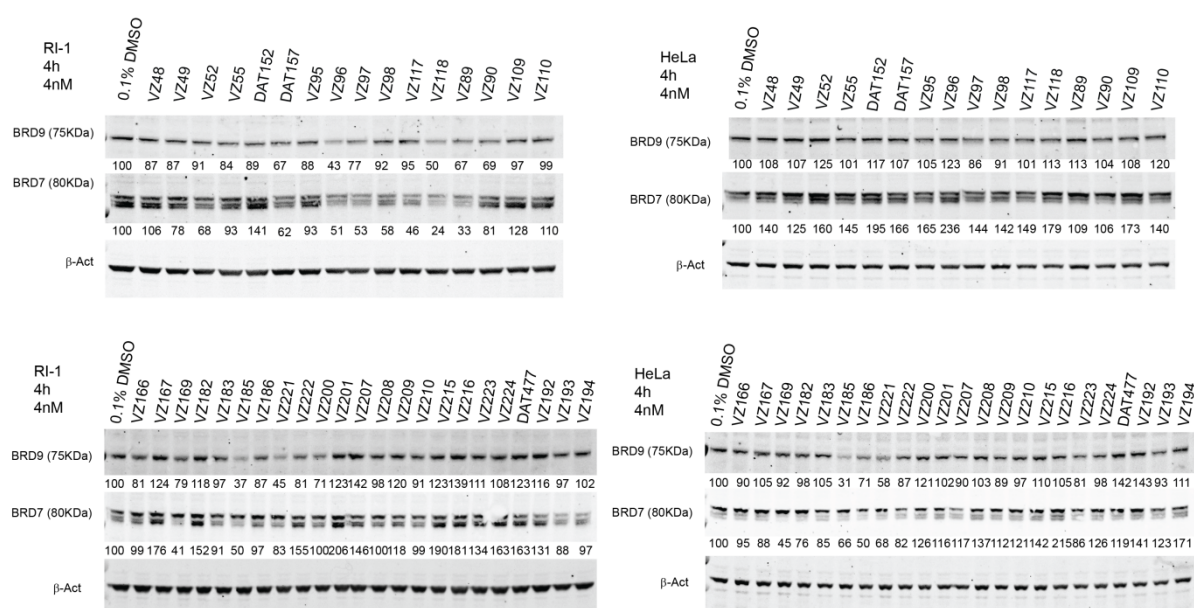 RI-1
4h
4nM
0.1% DMSO VZ48 VZ49 VZ52 VZ55 DAT152 DAT157 VZ95 VZ96 VZ97 VZ98 VZ117 VZ118 VZ89 VZ90 VZ109 VZ110
BRD9 (75KDa)
100 87 87 91 84 89 67 88 43 77 92 95 50 67 69 97 99
BRD7 (80KDa)
100 106 78 68 93 141 62 93 51 53 58 46 24 33 81 128 110
β-Act
HeLa
4h
4nM
0.1% DMSO VZ48 VZ49 VZ52 VZ55 DAT152 DAT157 VZ95 VZ96 VZ97 VZ98 VZ117 VZ118 VZ89 VZ90 VZ109 VZ110
BRD9 (75KDa)
100 108 107 125 101 117 107 105 123 86 91 101 113 113 104 108 120
BRD7 (80KDa)
100 140 125 160 145 195 166 165 236 144 142 149 179 109 106 173 140
β-Act
RI-1
4h
4nM
0.1% DMSO VZ166 VZ167 VZ169 VZ182 VZ183 VZ185 VZ186 VZ221 VZ222 VZ200 VZ201 VZ207 VZ208 VZ209 VZ210 VZ215 VZ216 VZ223 VZ224 DAT477 VZ192 VZ193 VZ194
BRD9 (75KDa)
100 81 124 79 118 97 37 87 45 81 71 123 142 98 120 91 123 139 111 108 123 116 97 102
BRD7 (80KDa)
100 99 176 41 152 91 50 97 83 155 100 206 146 100 118 99 190 181 134 163 163 131 88 97
β-Act
HeLa
4h
4nM
0.1% DMSO VZ166 VZ167 VZ169 VZ182 VZ183 VZ185 VZ186 VZ221 VZ222 VZ200 VZ201 VZ207 VZ208 VZ209 VZ210 VZ215 VZ216 VZ223 VZ224 DAT477 VZ192 VZ193 VZ194
BRD9 (75KDa)
100 90 105 92 98 105 31 71 58 87 121 102 90 103 89 97 110 105 81 98 142 143 93 111
BRD7 (80KDa)
100 95 88 45 76 85 66 50 68 82 126 116 117 137 112 121 142 215 86 126 119 141 123 171
β-Act